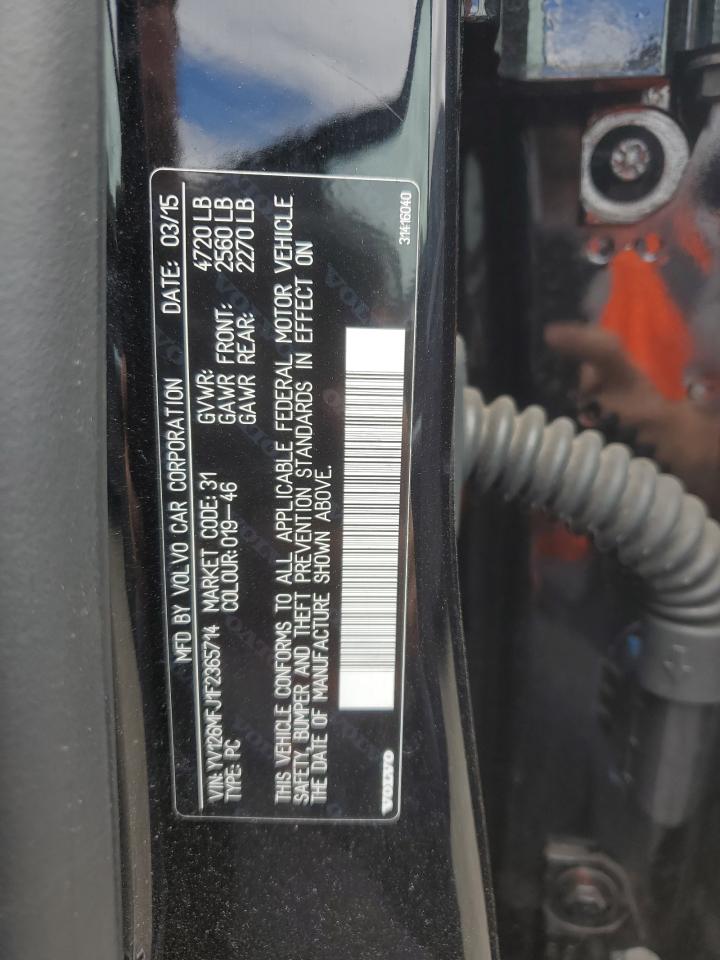 MFD BY VOLVO CAR CORPORATION DATE: 03/15
VIN: YV126MFJ1F2365714 MARKET CODE: 31 GVWR: 4720 LB
TYPE: PC COLOUR: 019-46 GAWR FRONT: 2560 LB
GAWR REAR: 2270 LB
THIS VEHICLE CONFORMS TO ALL APPLICABLE FEDERAL MOTOR VEHICLE
SAFETY, BUMPER AND THEFT PREVENTION STANDARDS IN EFFECT ON
THE DATE OF MANUFACTURE SHOWN ABOVE.
VOLVO
31416040